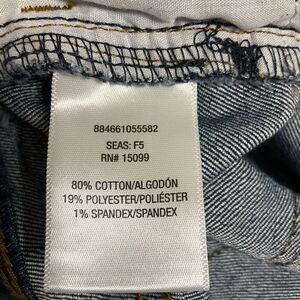 884661055582
SEAS: F5
RN# 15099
80% COTTON/ALGODÓN
19% POLYESTER/POLIÉSTER
1% SPANDEX/SPANDEX